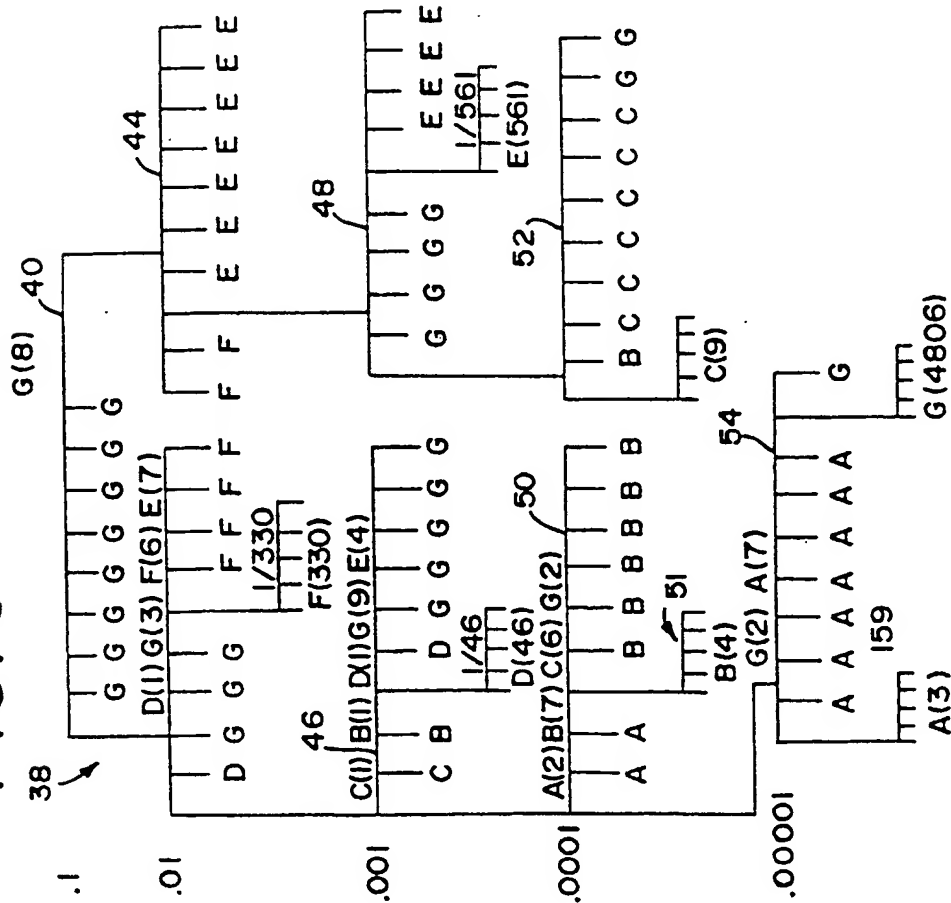 38
40
G(8)
.1
G G G G G G G G
44
D(1) G(3) F(6) E(7)
.01
D G G G F F F F F F E E E E E E E
1/330
F(330)
48
C(1) B(1) D(1) G(9) E(4)
46
.001
C B D G G G G G G G G G E E E E
1/46
D(46)
1/561
E(561)
A(2) B(7) C(6) G(2)
50
52
.0001
A A B B B B B B B C C C C C C G G
51
B(4)
C(9)
G(2) A(7)
54
.00001
A A A A A A A G
159
A(3)
G(4806)